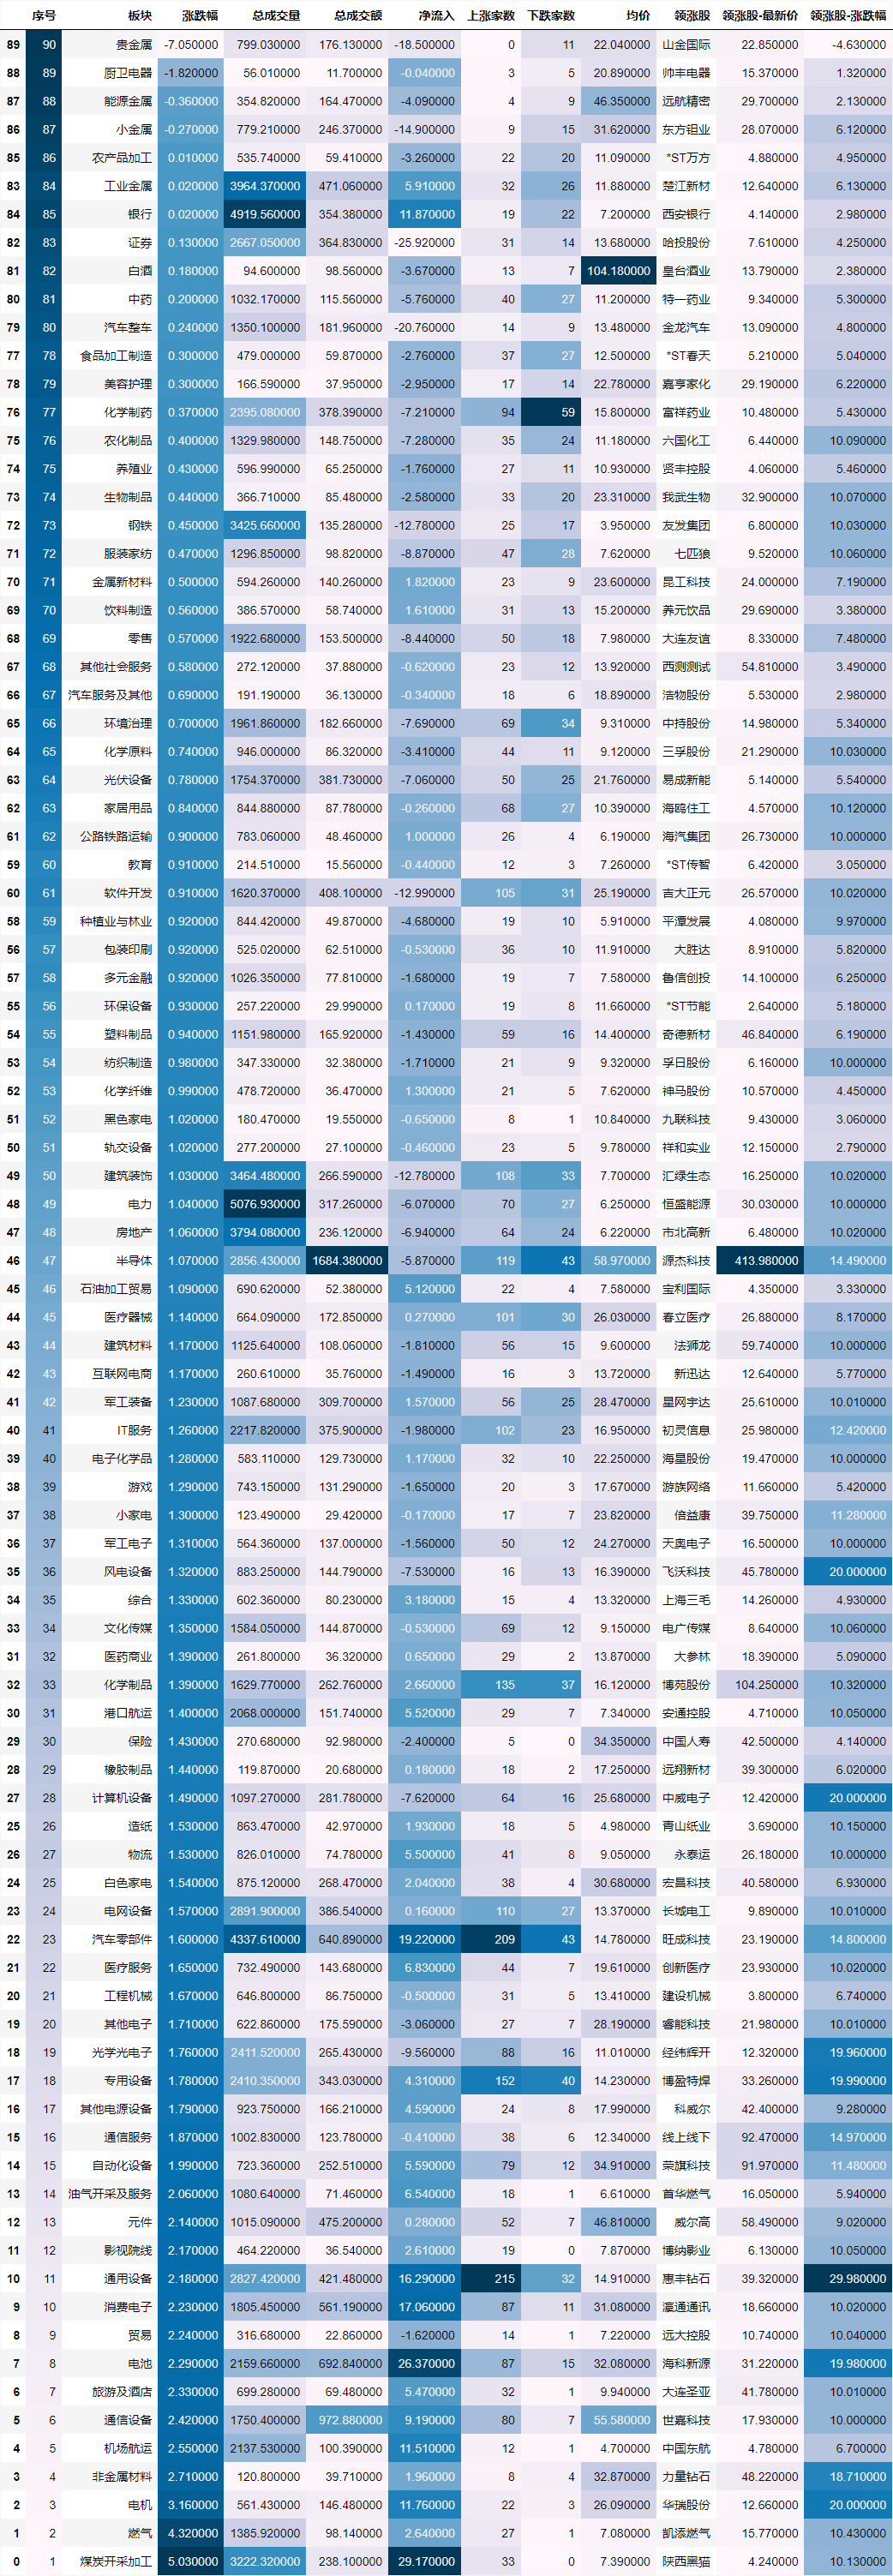 序号 板块 涨跌幅 总成交量 总成交额 净流入 上涨家数 下跌家数 均价 领涨股 领涨股-最新价 领涨股-涨跌幅
89 90 贵金属 -7.050000 799.030000 176.130000 -18.500000 0 11 22.040000 山金国际 22.850000 -4.630000
88 89 厨卫电器 -1.820000 56.010000 11.700000 -0.040000 3 5 20.890000 帅丰电器 15.370000 1.320000
87 88 能源金属 -0.360000 354.820000 164.470000 -4.090000 4 9 46.350000 远航精密 29.700000 2.130000
86 87 小金属 -0.270000 779.210000 246.370000 -14.900000 9 15 31.620000 东方钽业 28.070000 6.120000
85 86 农产品加工 0.010000 535.740000 59.410000 -3.260000 22 20 11.090000 *ST万方 4.880000 4.950000
83 84 工业金属 0.020000 3964.370000 471.060000 5.910000 32 26 11.880000 楚江新材 12.640000 6.130000
84 85 银行 0.020000 4919.560000 354.380000 11.870000 19 22 7.200000 西安银行 4.140000 2.980000
82 83 证券 0.130000 2667.050000 364.830000 -25.920000 31 14 13.680000 哈投股份 7.610000 4.250000
81 82 白酒 0.180000 94.600000 98.560000 -3.670000 13 7 104.180000 皇台酒业 13.790000 2.380000
80 81 中药 0.200000 1032.170000 115.560000 -5.760000 40 27 11.200000 特一药业 9.340000 5.300000
79 80 汽车整车 0.240000 1350.100000 181.960000 -20.760000 14 9 13.480000 金龙汽车 13.090000 4.800000
77 78 食品加工制造 0.300000 479.000000 59.870000 -2.760000 37 27 12.500000 *ST春天 5.210000 5.040000
78 79 美容护理 0.300000 166.590000 37.950000 -2.950000 17 14 22.780000 嘉亨家化 29.190000 6.220000
76 77 化学制药 0.370000 2395.080000 378.390000 -7.210000 94 59 15.800000 富祥药业 10.480000 5.430000
75 76 农化制品 0.400000 1329.980000 148.750000 -7.280000 35 24 11.180000 六国化工 6.440000 10.090000
74 75 养殖业 0.430000 596.990000 65.250000 -1.760000 27 11 10.930000 贤丰控股 4.060000 5.460000
73 74 生物制品 0.440000 366.710000 85.480000 -2.580000 33 20 23.310000 我武生物 32.900000 10.070000
72 73 钢铁 0.450000 3425.660000 135.280000 -12.780000 25 17 3.950000 友发集团 6.800000 10.030000
71 72 服装家纺 0.470000 1296.850000 98.820000 -8.870000 47 28 7.620000 七匹狼 9.520000 10.060000
70 71 金属新材料 0.500000 594.260000 140.260000 1.820000 23 9 23.600000 昆工科技 24.000000 7.190000
69 70 饮料制造 0.560000 386.570000 58.740000 1.610000 31 13 15.200000 养元饮品 29.690000 3.380000
68 69 零售 0.570000 1922.680000 153.500000 -8.440000 50 18 7.980000 大连友谊 8.330000 7.480000
67 68 其他社会服务 0.580000 272.120000 37.880000 -0.620000 23 12 13.920000 西测测试 54.810000 3.490000
66 67 汽车服务及其他 0.690000 191.190000 36.130000 -0.340000 18 6 18.890000 浩物股份 5.530000 2.980000
65 66 环境治理 0.700000 1961.860000 182.660000 -7.690000 69 34 9.310000 中持股份 14.980000 5.340000
64 65 化学原料 0.740000 946.000000 86.320000 -3.410000 44 11 9.120000 三孚股份 21.290000 10.030000
63 64 光伏设备 0.780000 1754.370000 381.730000 -7.060000 50 25 21.760000 易成新能 5.140000 5.540000
62 63 家居用品 0.840000 844.880000 87.780000 -0.260000 68 27 10.390000 海鸥住工 4.570000 10.120000
61 62 公路铁路运输 0.900000 783.060000 48.460000 1.000000 26 4 6.190000 海汽集团 26.730000 10.000000
59 60 教育 0.910000 214.510000 15.560000 -0.440000 12 3 7.260000 *ST传智 6.420000 3.050000
60 61 软件开发 0.910000 1620.370000 408.100000 -12.990000 105 31 25.190000 吉大正元 26.570000 10.020000
58 59 种植业与林业 0.920000 844.420000 49.870000 -4.680000 19 10 5.910000 平潭发展 4.080000 9.970000
56 57 包装印刷 0.920000 525.020000 62.510000 -0.530000 36 10 11.910000 大胜达 8.910000 5.820000
57 58 多元金融 0.920000 1026.350000 77.810000 -1.680000 19 7 7.580000 鲁信创投 14.100000 6.250000
55 56 环保设备 0.930000 257.220000 29.990000 0.170000 19 8 11.660000 *ST节能 2.640000 5.180000
54 55 塑料制品 0.940000 1151.980000 165.920000 -1.430000 59 16 14.400000 奇德新材 46.840000 6.190000
53 54 纺织制造 0.980000 347.330000 32.380000 -1.710000 21 9 9.320000 孚日股份 6.160000 10.000000
52 53 化学纤维 0.990000 478.720000 36.470000 1.300000 21 5 7.620000 神马股份 10.570000 4.450000
51 52 黑色家电 1.020000 180.470000 19.550000 -0.650000 8 1 10.840000 九联科技 9.430000 3.060000
50 51 轨交设备 1.020000 277.200000 27.100000 -0.460000 23 5 9.780000 祥和实业 12.150000 2.790000
49 50 建筑装饰 1.030000 3464.480000 266.590000 -12.780000 108 33 7.700000 汇绿生态 16.250000 10.020000
48 49 电力 1.040000 5076.930000 317.260000 -6.070000 70 27 6.250000 恒盛能源 30.030000 10.000000
47 48 房地产 1.060000 3794.080000 236.120000 -6.940000 64 24 6.220000 市北高新 6.480000 10.020000
46 47 半导体 1.070000 2856.430000 1684.380000 -5.870000 119 43 58.970000 源杰科技 413.980000 14.490000
45 46 石油加工贸易 1.090000 690.620000 52.380000 5.120000 22 4 7.580000 宝利国际 4.350000 3.330000
44 45 医疗器械 1.140000 664.090000 172.850000 0.270000 101 30 26.030000 春立医疗 26.880000 8.170000
43 44 建筑材料 1.170000 1125.640000 108.060000 -1.810000 56 15 9.600000 法狮龙 59.740000 10.000000
42 43 互联网电商 1.170000 260.610000 35.760000 -1.490000 16 3 13.720000 新迅达 12.640000 5.770000
41 42 军工装备 1.230000 1087.680000 309.700000 1.570000 56 25 28.470000 星网宇达 25.610000 10.010000
40 41 IT服务 1.260000 2217.820000 375.900000 -1.980000 102 23 16.950000 初灵信息 25.980000 12.420000
39 40 电子化学品 1.280000 583.110000 129.730000 1.170000 32 10 22.250000 海星股份 19.470000 10.000000
38 39 游戏 1.290000 743.150000 131.290000 -1.650000 20 3 17.670000 游族网络 11.660000 5.420000
37 38 小家电 1.300000 123.490000 29.420000 -0.170000 17 7 23.820000 倍益康 39.750000 11.280000
36 37 军工电子 1.310000 564.360000 137.000000 -1.560000 50 12 24.270000 天奥电子 16.500000 10.000000
35 36 风电设备 1.320000 883.250000 144.790000 -7.530000 16 13 16.390000 飞沃科技 45.780000 20.000000
34 35 综合 1.330000 602.360000 80.230000 3.180000 15 4 13.320000 上海三毛 14.260000 4.930000
33 34 文化传媒 1.350000 1584.050000 144.870000 -0.530000 69 12 9.150000 电广传媒 8.640000 10.060000
31 32 医药商业 1.390000 261.800000 36.320000 0.650000 29 2 13.870000 大参林 18.390000 5.090000
32 33 化学制品 1.390000 1629.770000 262.760000 2.660000 135 37 16.120000 博苑股份 104.250000 10.320000
30 31 港口航运 1.400000 2068.000000 151.740000 5.520000 29 7 7.340000 安通控股 4.710000 10.050000
29 30 保险 1.430000 270.680000 92.980000 -2.400000 5 0 34.350000 中国人寿 42.500000 4.140000
28 29 橡胶制品 1.440000 119.870000 20.680000 0.180000 18 2 17.250000 远翔新材 39.300000 6.020000
27 28 计算机设备 1.490000 1097.270000 281.780000 -7.620000 64 16 25.680000 中威电子 12.420000 20.000000
25 26 造纸 1.530000 863.470000 42.970000 1.930000 18 5 4.980000 青山纸业 3.690000 10.150000
26 27 物流 1.530000 826.010000 74.780000 5.500000 41 8 9.050000 永泰运 26.180000 10.000000
24 25 白色家电 1.540000 875.120000 268.470000 2.040000 38 4 30.680000 宏昌科技 40.580000 6.930000
23 24 电网设备 1.570000 2891.900000 386.540000 0.160000 110 27 13.370000 长城电工 9.890000 10.010000
22 23 汽车零部件 1.600000 4337.610000 640.890000 19.220000 209 43 14.780000 旺成科技 23.190000 14.800000
21 22 医疗服务 1.650000 732.490000 143.680000 6.830000 44 7 19.610000 创新医疗 23.930000 10.020000
20 21 工程机械 1.670000 646.800000 86.750000 -0.500000 31 5 13.410000 建设机械 3.800000 6.740000
19 20 其他电子 1.710000 622.860000 175.590000 -3.060000 27 7 28.190000 睿能科技 21.980000 10.010000
18 19 光学光电子 1.760000 2411.520000 265.430000 -9.560000 88 16 11.010000 经纬辉开 12.320000 19.960000
17 18 专用设备 1.780000 2410.350000 343.030000 4.310000 152 40 14.230000 博盈特焊 33.260000 19.990000
16 17 其他电源设备 1.790000 923.750000 166.210000 4.590000 24 8 17.990000 科威尔 42.400000 9.280000
15 16 通信服务 1.870000 1002.830000 123.780000 -0.410000 38 6 12.340000 线上线下 92.470000 14.970000
14 15 自动化设备 1.990000 723.360000 252.510000 5.590000 79 12 34.910000 荣旗科技 91.970000 11.480000
13 14 油气开采及服务 2.060000 1080.640000 71.460000 6.540000 18 1 6.610000 首华燃气 16.050000 5.940000
12 13 元件 2.140000 1015.090000 475.200000 0.280000 52 7 46.810000 威尔高 58.490000 9.020000
11 12 影视院线 2.170000 464.220000 36.540000 2.610000 19 0 7.870000 博纳影业 6.130000 10.050000
10 11 通用设备 2.180000 2827.420000 421.480000 16.290000 215 32 14.910000 惠丰钻石 39.320000 29.980000
9 10 消费电子 2.230000 1805.450000 561.190000 17.060000 87 11 31.080000 瀛通通讯 18.660000 10.020000
8 9 贸易 2.240000 316.680000 22.860000 -1.620000 14 1 7.220000 远大控股 10.740000 10.040000
7 8 电池 2.290000 2159.660000 692.840000 26.370000 87 15 32.080000 海科新源 31.220000 19.980000
6 7 旅游及酒店 2.330000 699.280000 69.480000 5.470000 32 1 9.940000 大连圣亚 41.780000 10.010000
5 6 通信设备 2.420000 1750.400000 972.880000 9.190000 80 7 55.580000 世嘉科技 17.930000 10.000000
4 5 机场航运 2.550000 2137.530000 100.390000 11.510000 12 1 4.700000 中国东航 4.780000 6.700000
3 4 非金属材料 2.710000 120.800000 39.710000 1.960000 8 4 32.870000 力量钻石 48.220000 18.710000
2 3 电机 3.160000 561.430000 146.480000 11.760000 22 3 26.090000 华瑞股份 12.660000 20.000000
1 2 燃气 4.320000 1385.920000 98.140000 2.640000 27 1 7.080000 凯添燃气 15.770000 10.430000
0 1 煤炭开采加工 5.030000 3222.320000 238.100000 29.170000 33 0 7.390000 陕西黑猫 4.240000 10.130000